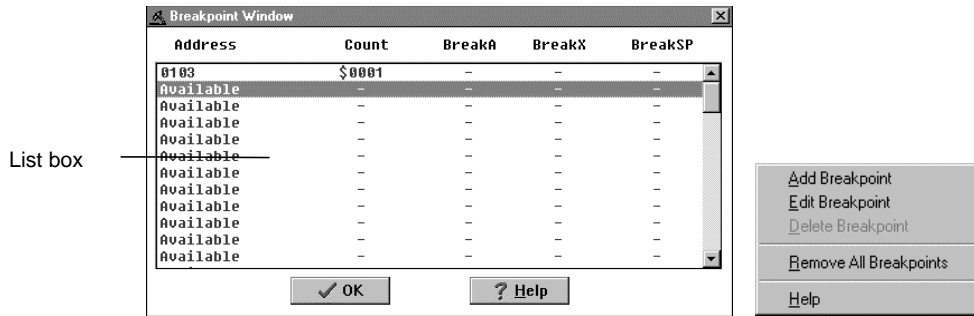 Breakpoint Window
Address Count BreakA BreakX BreakSP
0103 $0001 - - -
Available - - - -
Available - - - -
Available - - - -
Available - - - -
Available - - - -
Available - - - -
Available - - - -
Available - - - -
Available - - - -
Available - - - -
Available - - - -
OK
? Help
List box
Add Breakpoint
Edit Breakpoint
Delete Breakpoint
Remove All Breakpoints
Help